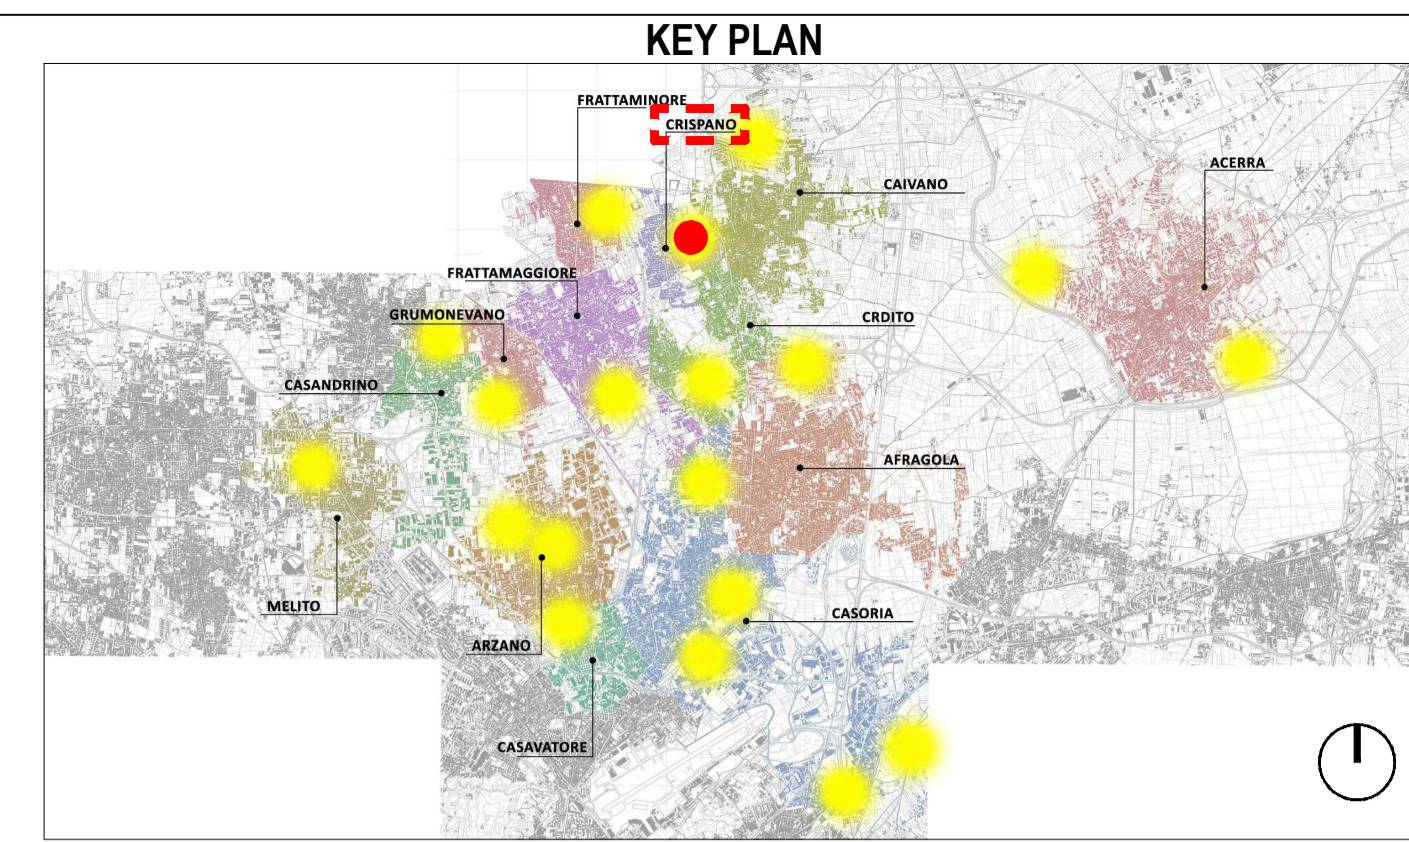 KEY PLAN
FRATTAMINORE
CRISPANO
ACERRA
CAIVANO
FRATTAMAGGIORE
GRUMONEVANO
CRDITO
CASANDRINO
AFRAGOLA
MELITO
CASORIA
ARZANO
CASAVATORE